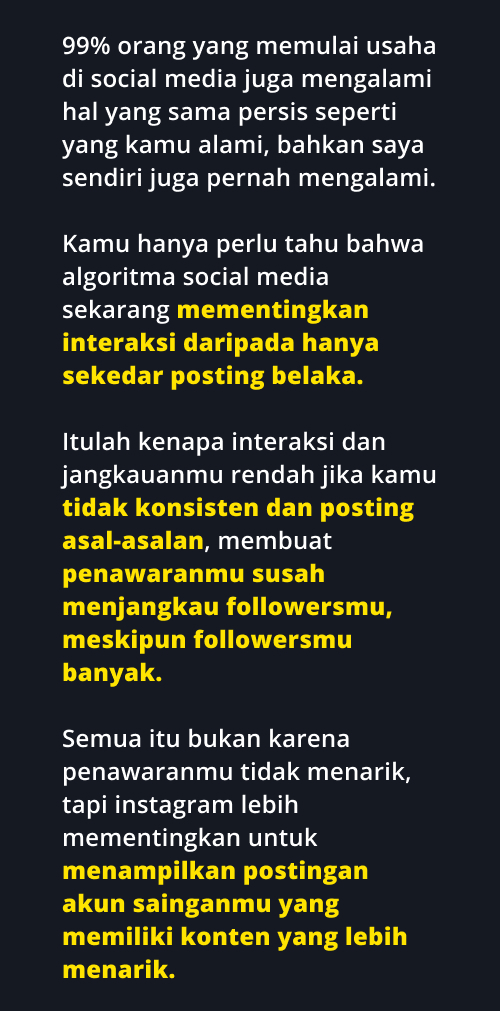 99% orang yang memulai usaha
di social media juga mengalami
hal yang sama persis seperti
yang kamu alami, bahkan saya
sendiri juga pernah mengalami.
Kamu hanya perlu tahu bahwa
algoritma social media
sekarang mementingkan
interaksi daripada hanya
sekedar posting belaka.
Itulah kenapa interaksi dan
jangkauanmu rendah jika kamu
tidak konsisten dan posting
asal-asalan, membuat
penawaranmu susah
menjangkau followersmu,
meskipun followersmu
banyak.
Semua itu bukan karena
penawaranmu tidak menarik,
tapi instagram lebih
mementingkan untuk
menampilkan postingan
akun sainganmu yang
memiliki konten yang lebih
menarik.